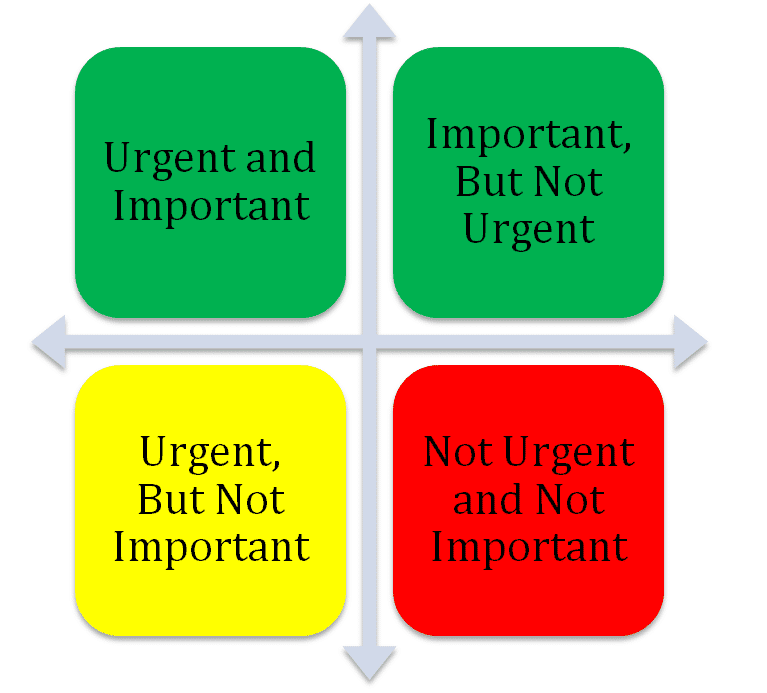 Urgent and
Important
Important,
But Not
Urgent
Urgent,
But Not
Important
Not Urgent
and Not
Important